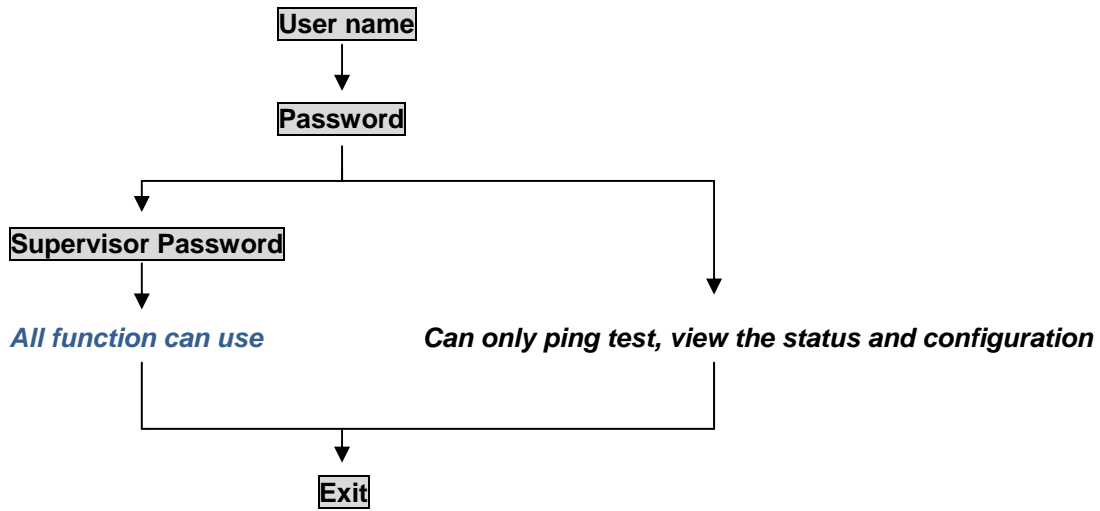 User name
Password
Supervisor Password
All function can use
Can only ping test, view the status and configuration
Exit